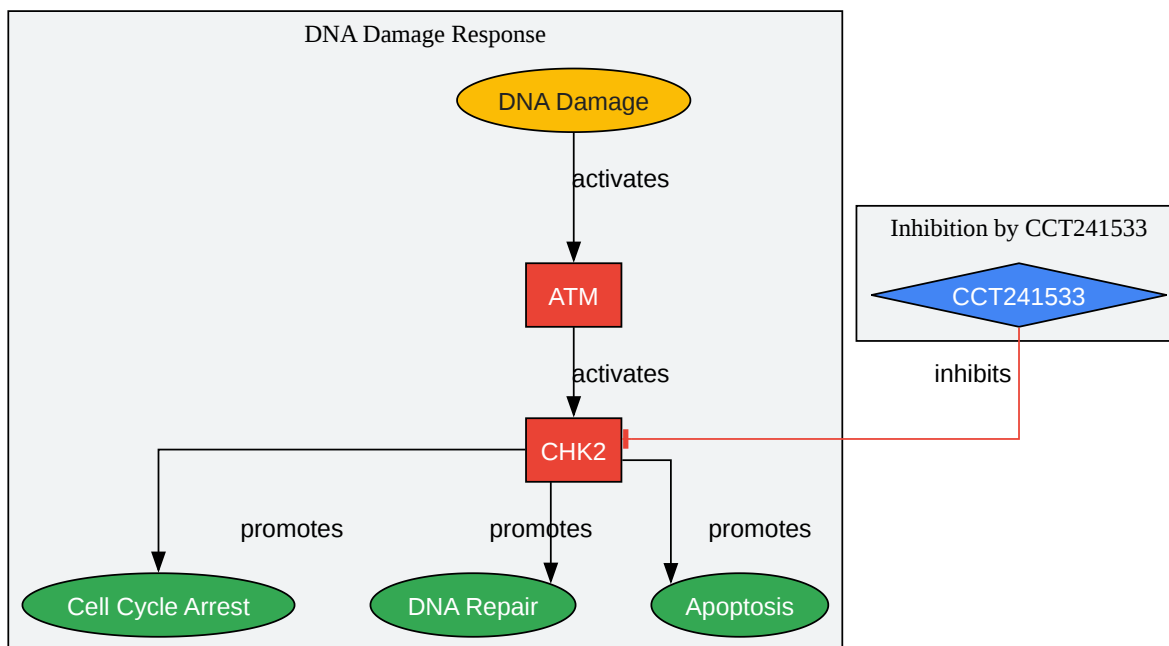 DNA Damage Response
DNA Damage
activates
Inhibition by CCT241533
ATM
CCT241533
activates
inhibits
CHK2
promotes
promotes
promotes
Cell Cycle Arrest
DNA Repair
Apoptosis